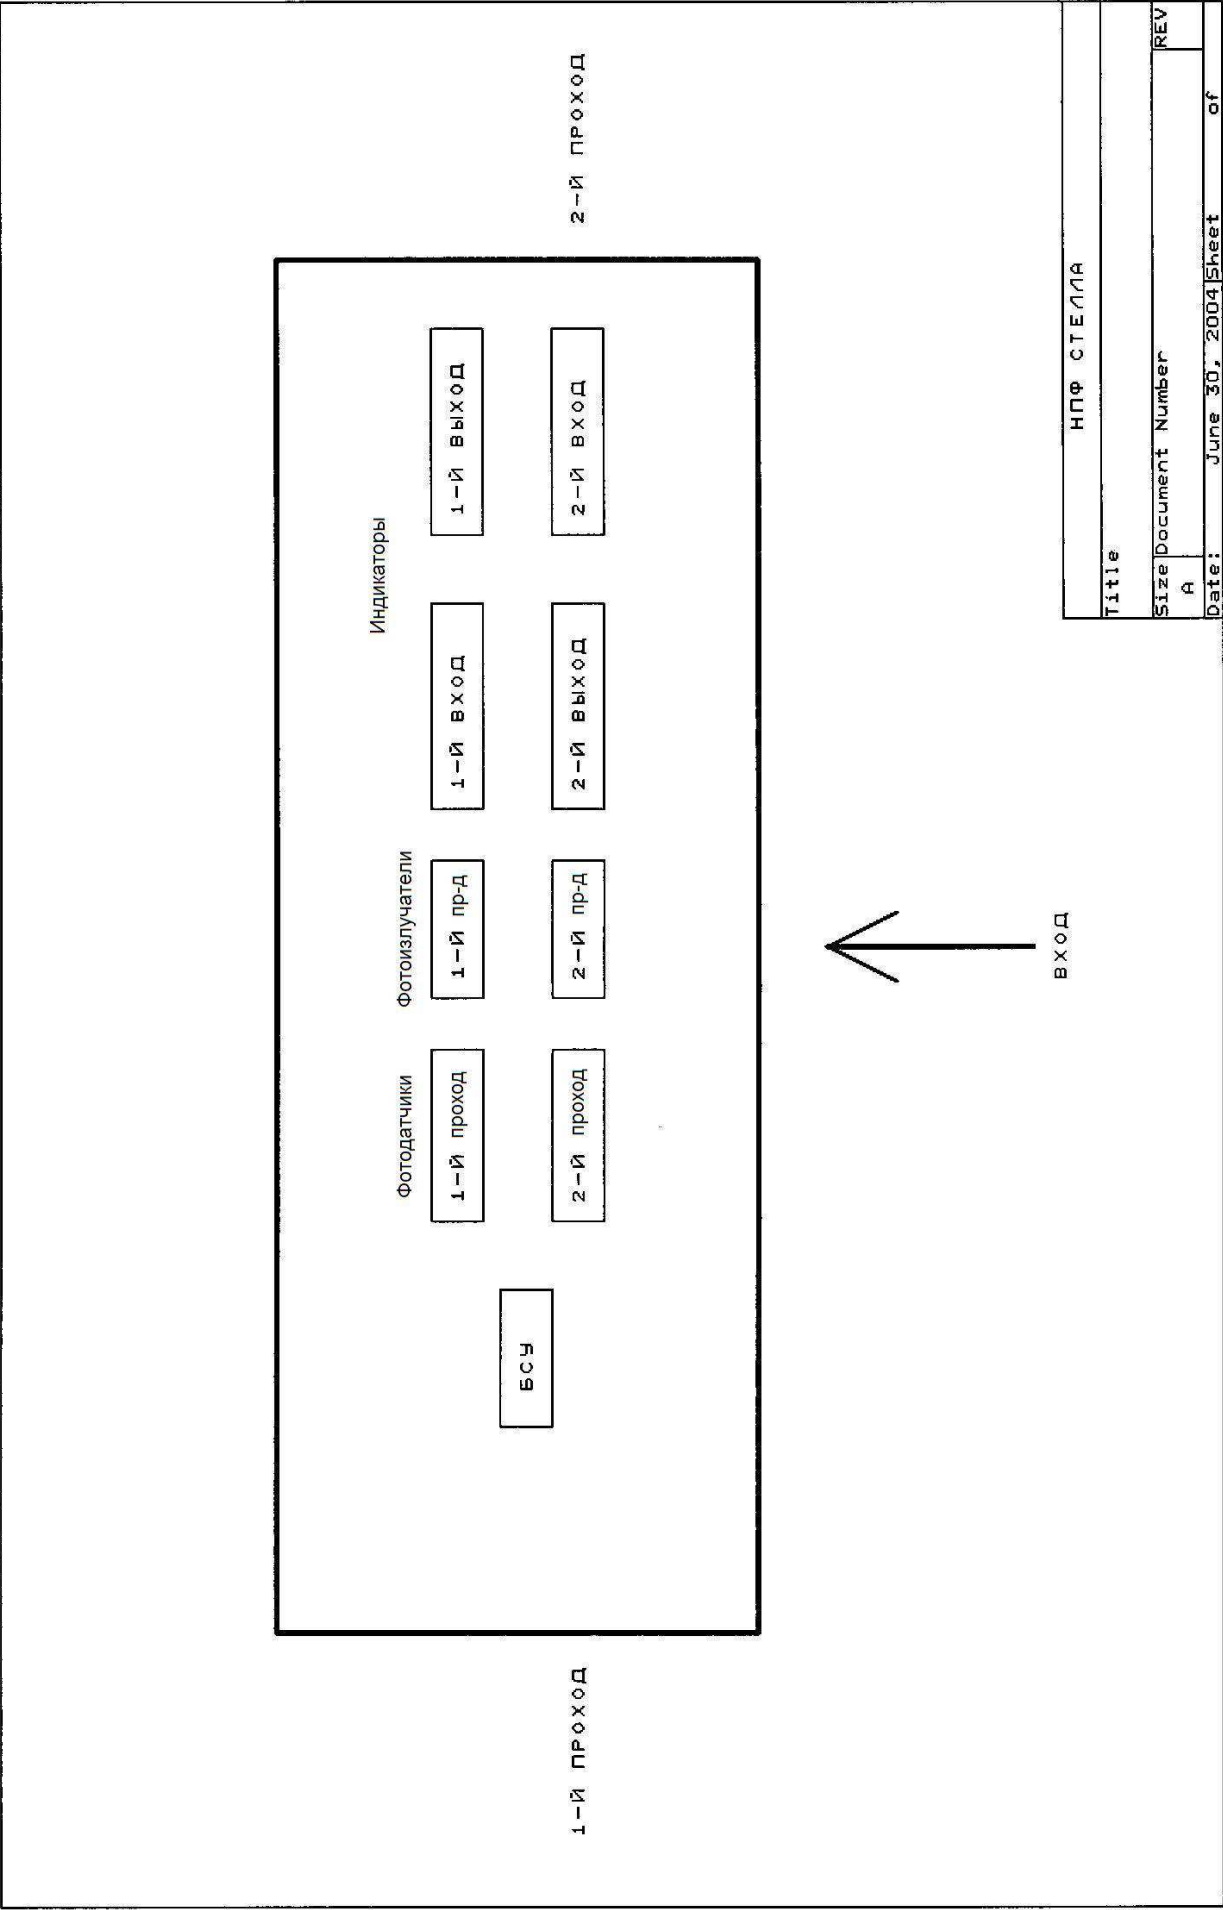 Фотодатчики
Фотоизлучатели
Индикаторы
1-Й проход
1-Й пр-д
1-Й ВХОД
1-Й ВЫХОД
БСУ
2-Й проход
2-Й пр-д
2-Й ВЫХОД
2-Й ВХОД
1-Й ПРОХОД
2-Й ПРОХОД
ВХОД
НПФ СТЕЛЛА
Title
Size Document Number REV
A
Date: June 30, 2004 Sheet of